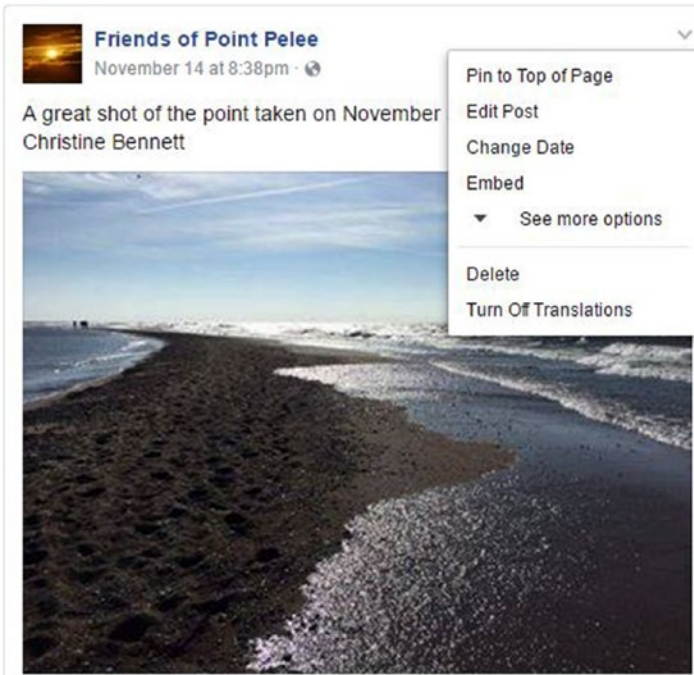 Friends of Point Pelee
November 14 at 8:38pm ·
A great shot of the point taken on November
Christine Bennett
Pin to Top of Page
Edit Post
Change Date
Embed
See more options
Delete
Turn Off Translations